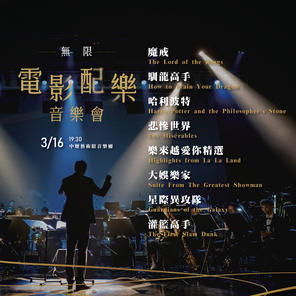 無限
電影配樂
音樂會
3/16
19:30
中壢藝術館音樂廳
魔戒
The Lord of the Rings
馴龍高手
How to Train Your Dragon
哈利波特
Harry Potter and the Philosopher's Stone
悲慘世界
Les Misérables
樂來越愛你精選
Highlights from La La Land
大娛樂家
Suite From The Greatest Showman
星際異攻隊
Guardians of the Galaxy
灌籃高手
The First Slam Dunk